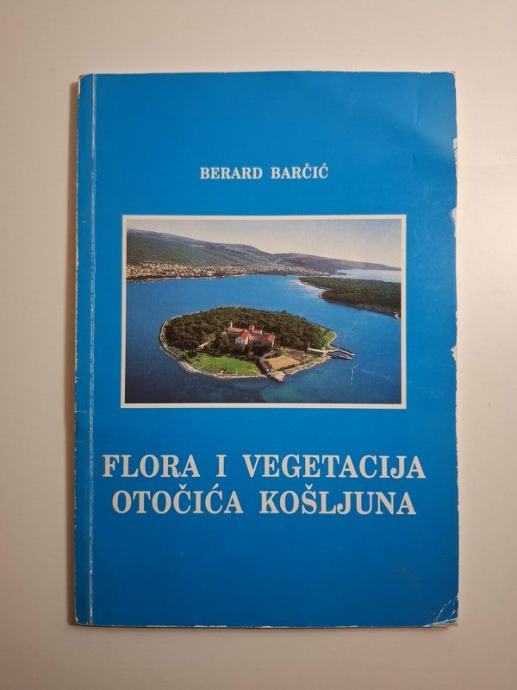 BERARD BARČIĆ
FLORA I VEGETACIJA
OTOČIĆA KOŠLJUNA